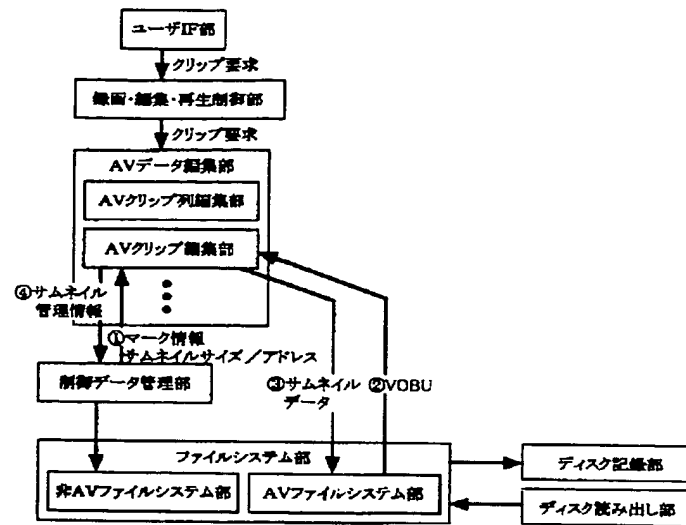 ユーザIF部
クリップ要求
録画・編集・再生制御部
クリップ要求
AVデータ編集部
AVクリップ列編集部
AVクリップ編集部
④サムネイル
管理情報
①マーク情報
サムネイルサイズ/アドレス
制御データ管理部
③サムネイル
データ
②VOBU
ファイルシステム部
非AVファイルシステム部
AVファイルシステム部
ディスク記録部
ディスク読み出し部